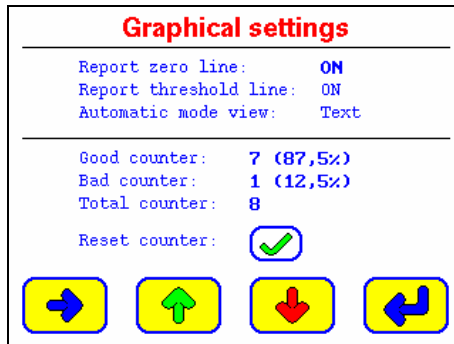 Graphical settings
Report zero line: ON
Report threshold line: ON
Automatic mode view: Text
Good counter: 7 (87,5%)
Bad counter: 1 (12,5%)
Total counter: 8
Reset counter: